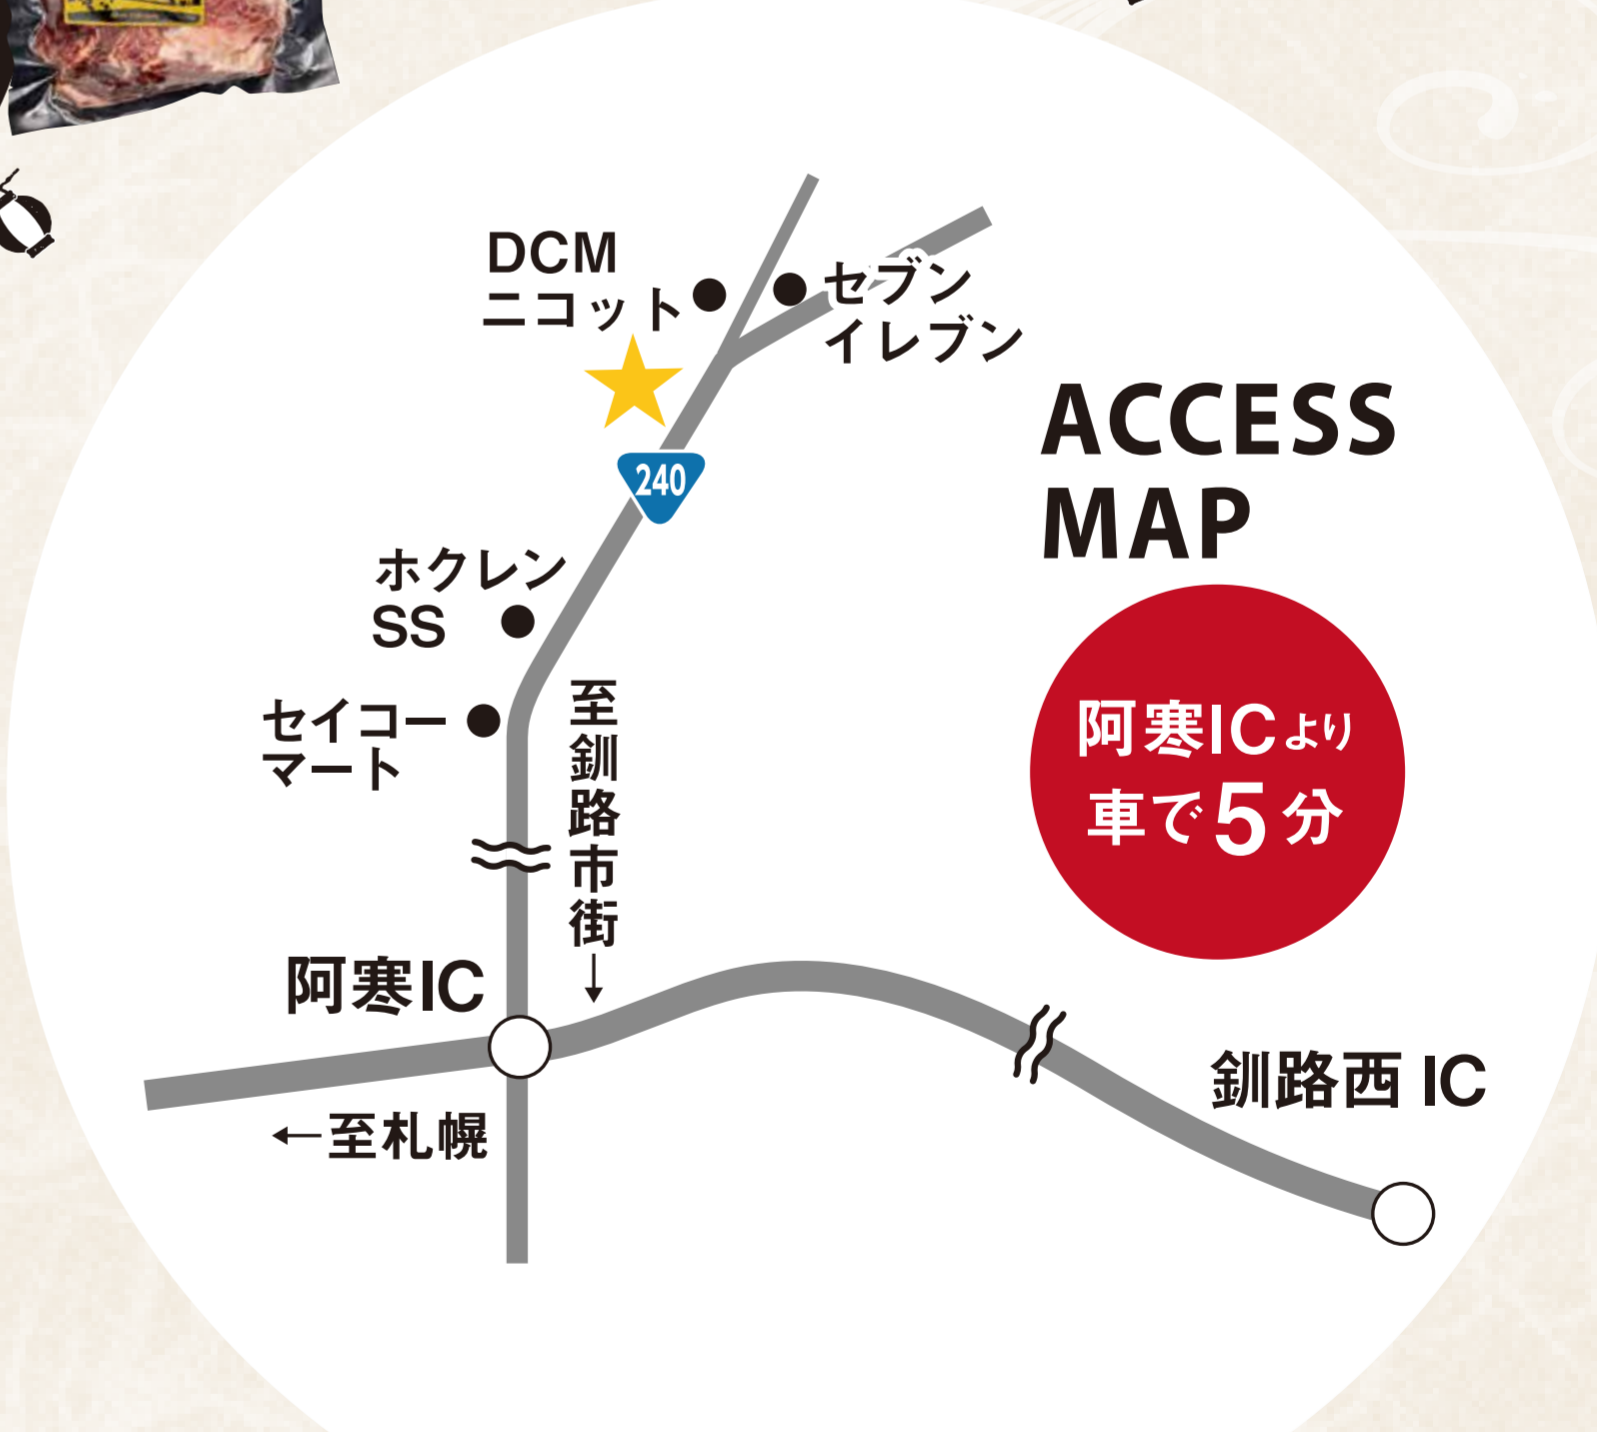 DCM
ニコット
セブン
イレブン
ACCESS
MAP
240
ホクレン
SS
セイコー
マート
至釧路市街
↓
阿寒ICより
車で5分
阿寒IC
釧路西 IC
←至札幌